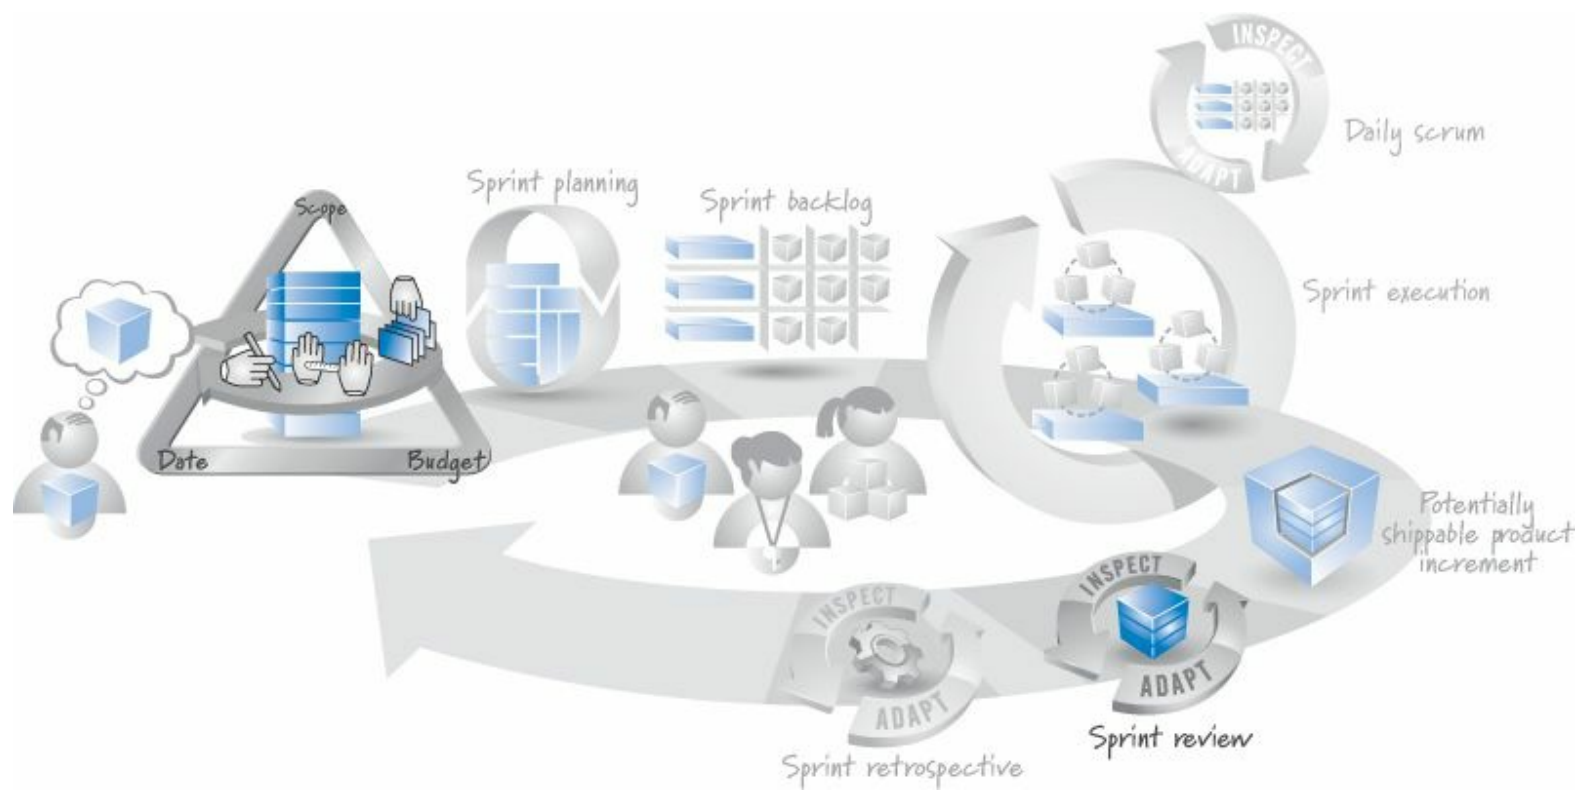 INSPECT
ADAPT
Daily scrum
Sprint planning
Sprint backlog
Scope
Sprint execution
Date
Budget
Potentially
shippable product
increment
INSPECT
ADAPT
Sprint review
INSPECT
ADAPT
Sprint retrospective